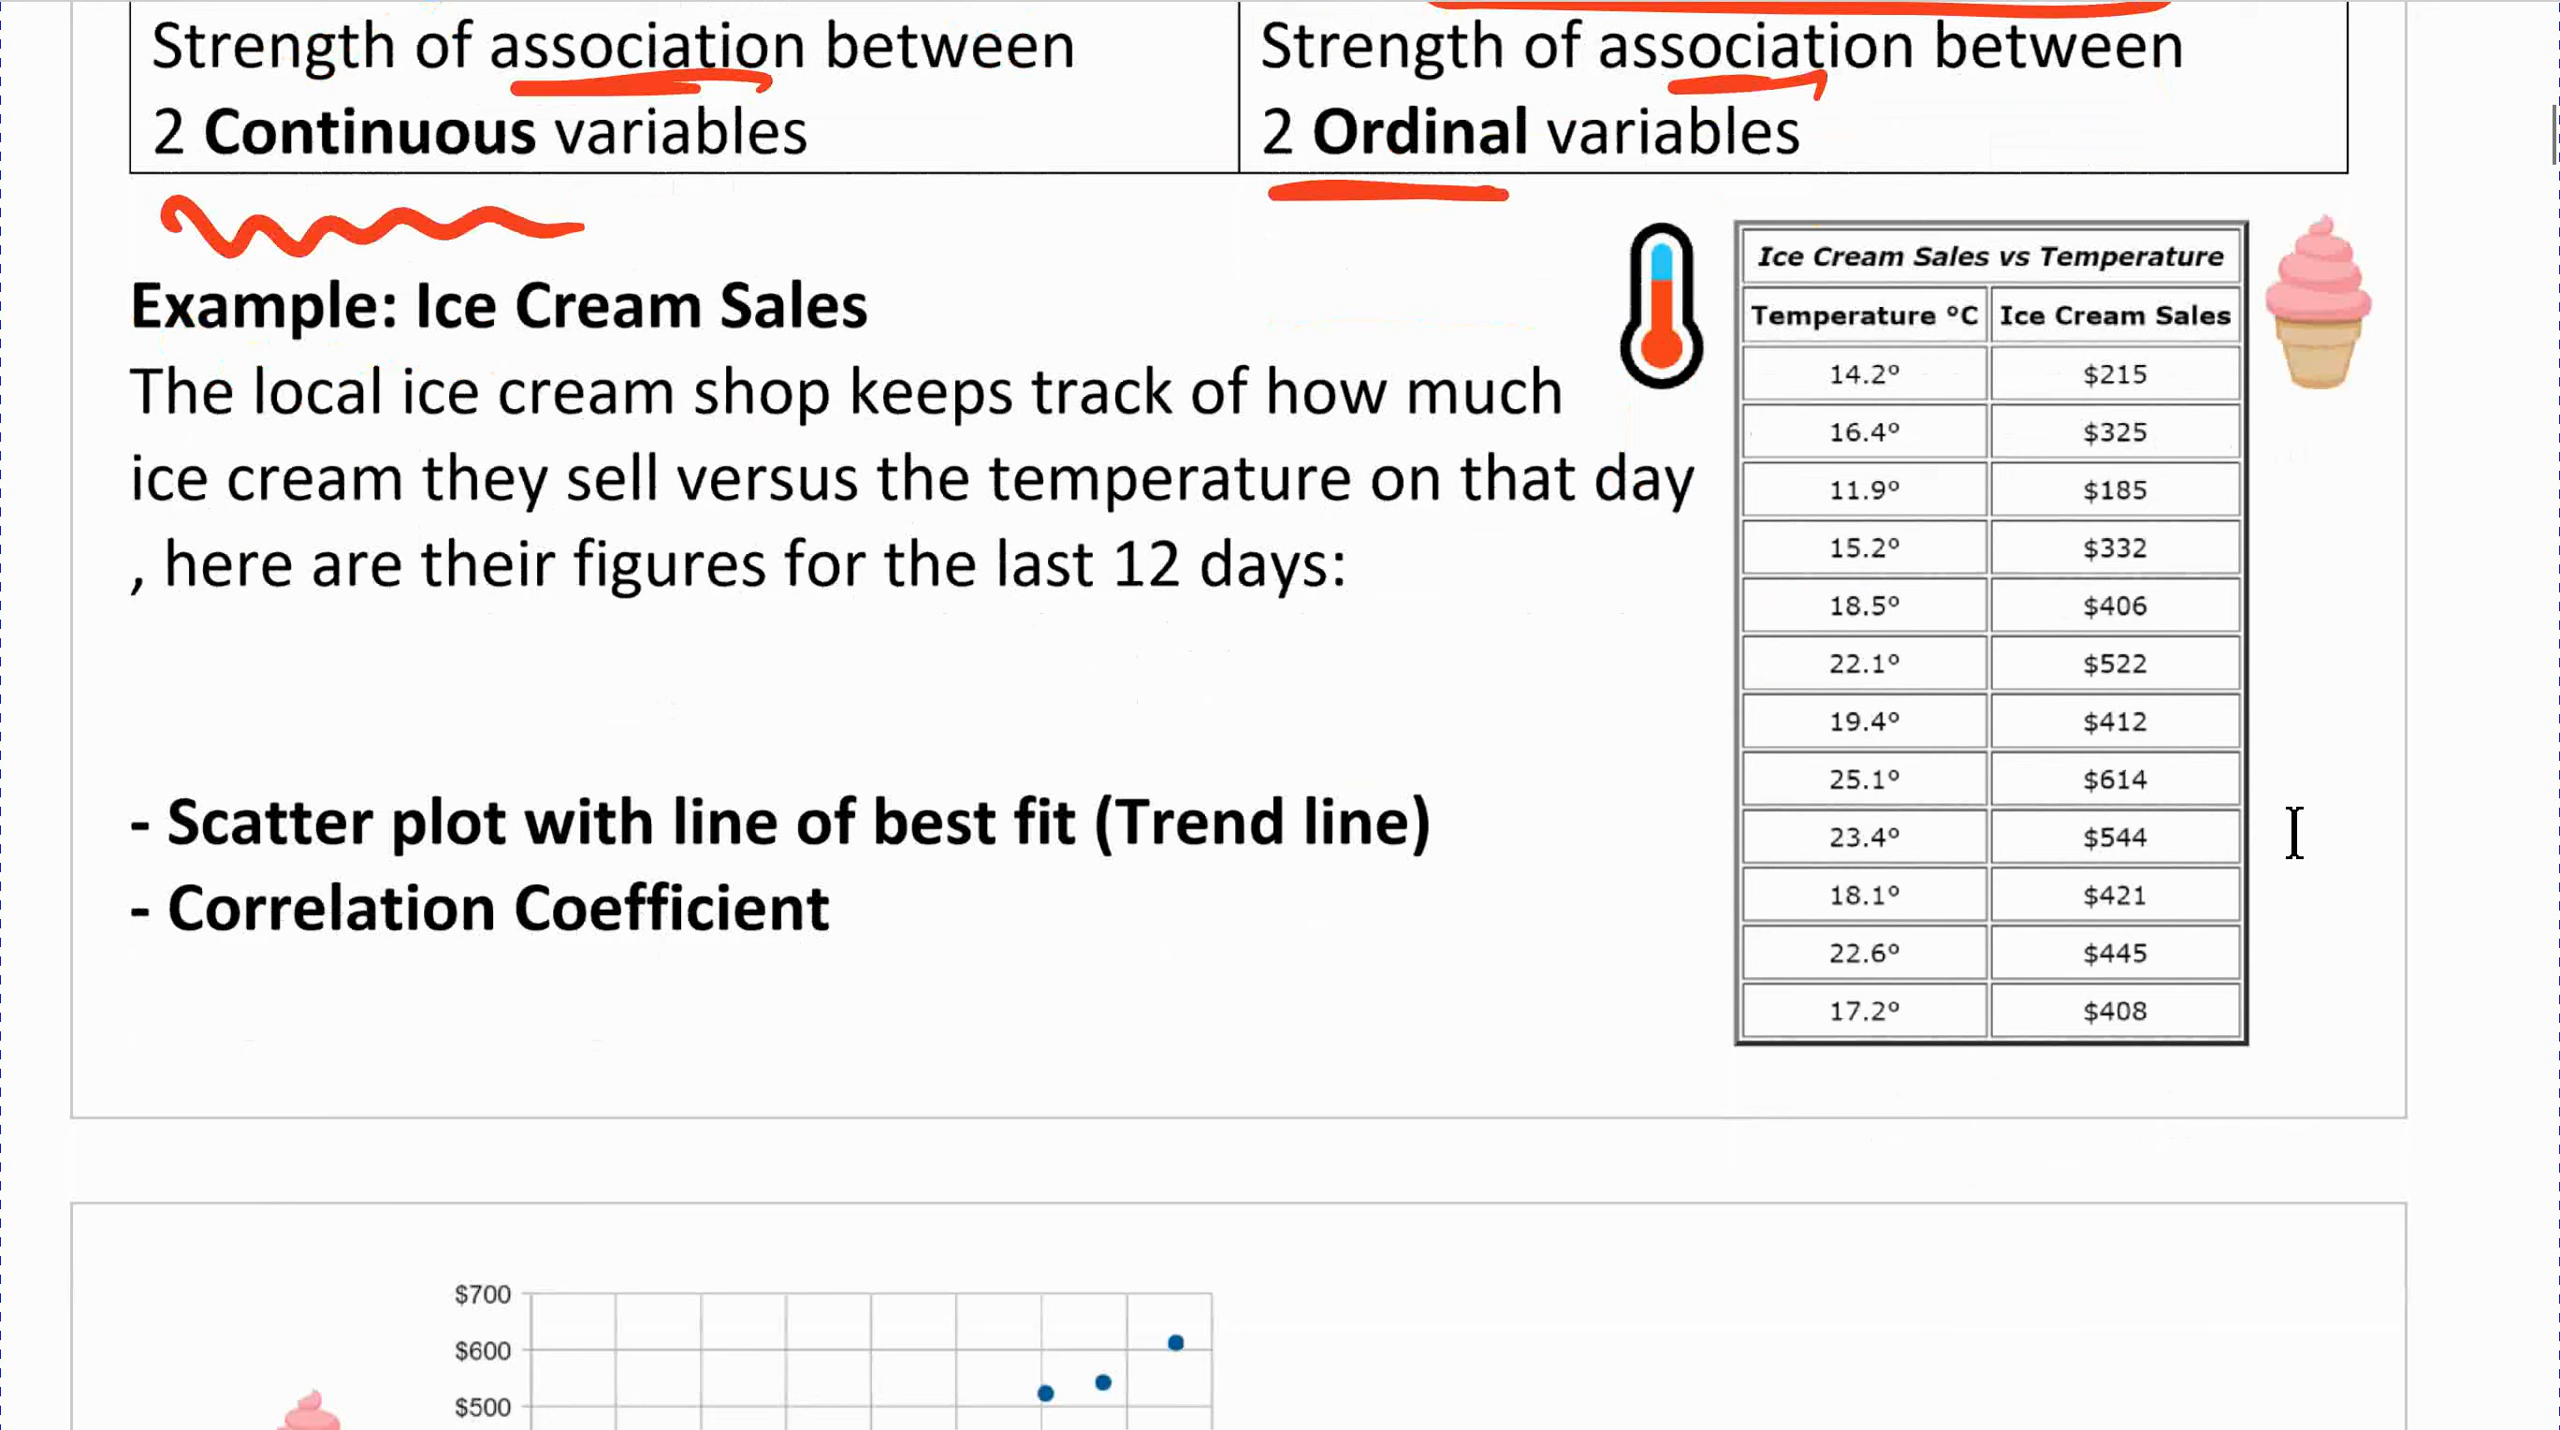 Strength of association between
2 Continuous variables
Strength of association between
2 Ordinal variables
Example: Ice Cream Sales
The local ice cream shop keeps track of how much
ice cream they sell versus the temperature on that day
, here are their figures for the last 12 days:
- Scatter plot with line of best fit (Trend line)
- Correlation Coefficient
Ice Cream Sales vs Temperature
Temperature °C Ice Cream Sales
14.2° $215
16.4° $325
11.9° $185
15.2° $332
18.5° $406
22.1° $522
19.4° $412
25.1° $614
23.4° $544
18.1° $421
22.6° $445
17.2° $408
$700
$600
$500